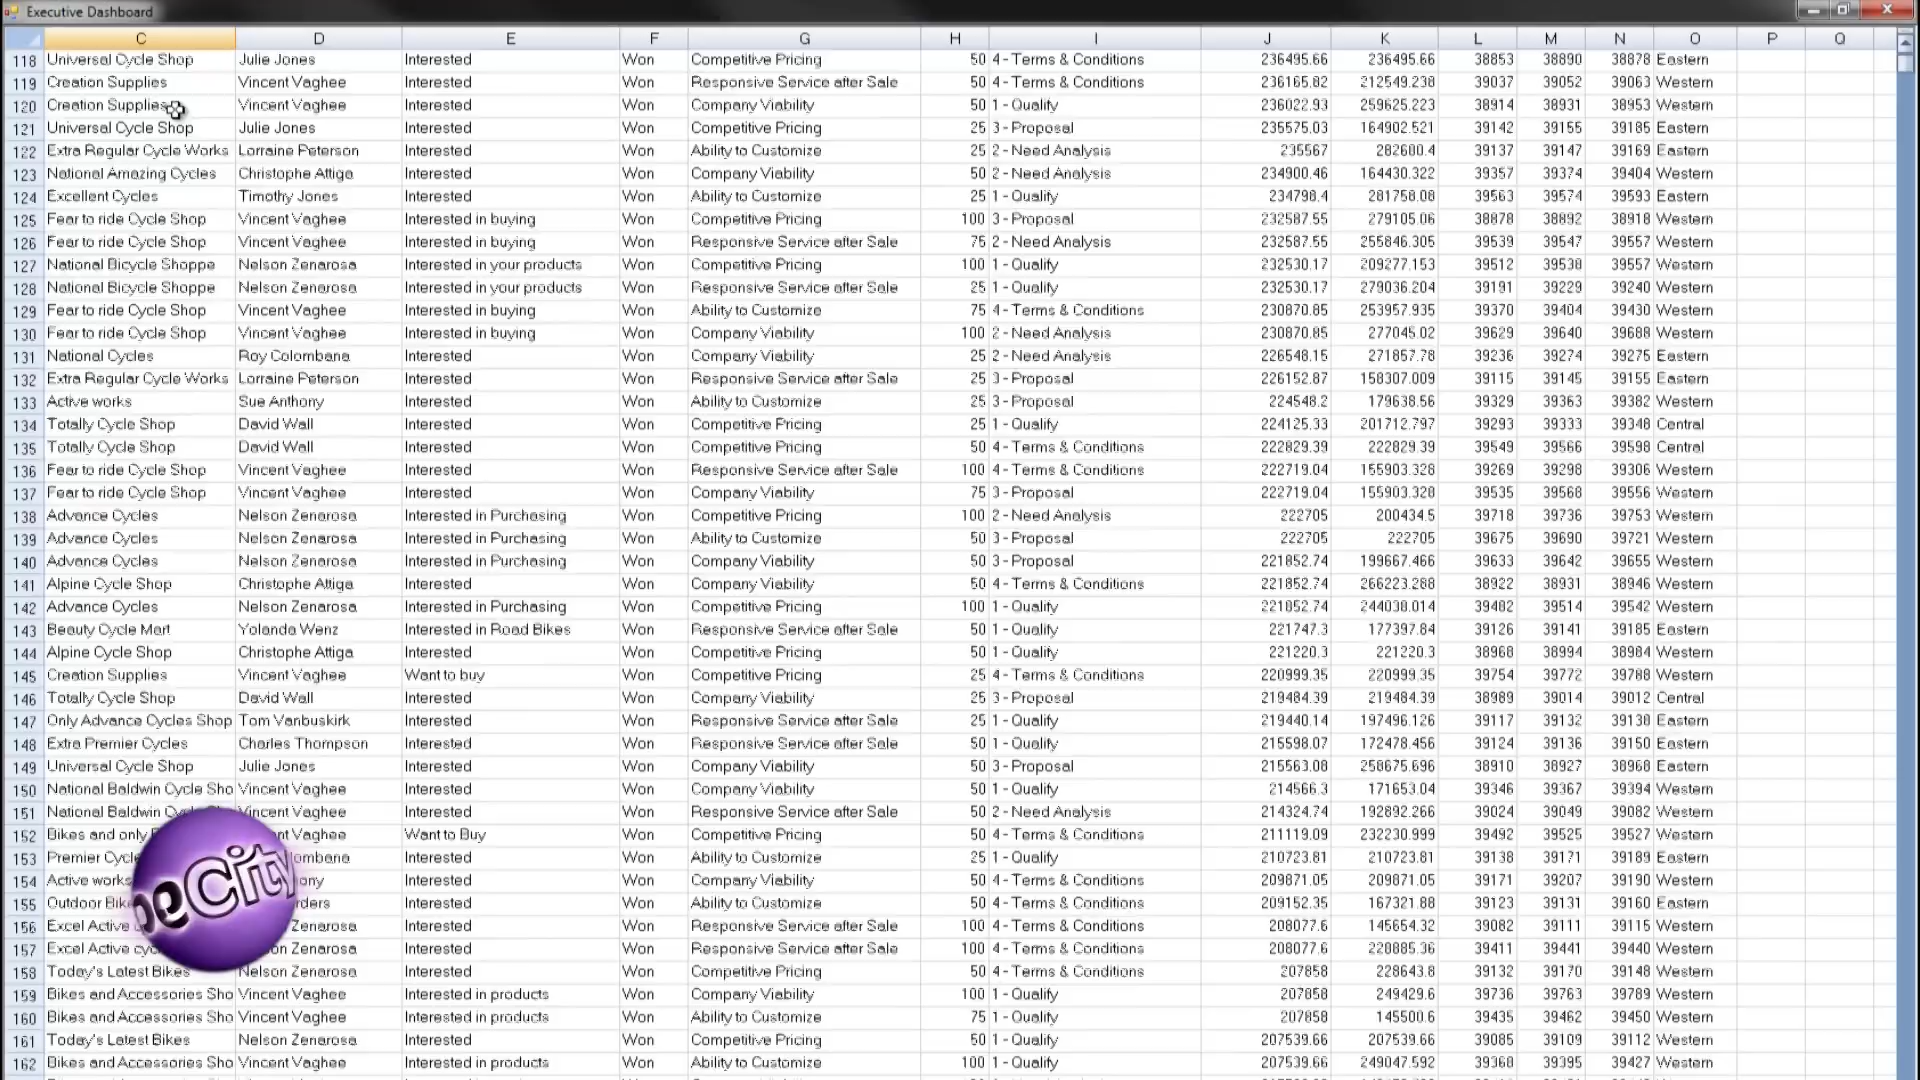 Executive Dashboard
C D E F G H I J K L M N O P Q
118 Universal Cycle Shop Julie Jones Interested Won Competitive Pricing 50 4 - Terms & Conditions 236495.66 236495.66 38853 38890 38878 Eastern
119 Creation Supplies Vincent Vaghee Interested Won Responsive Service after Sale 50 4 - Terms & Conditions 236165.82 212549.238 39037 39052 39063 Western
120 Creation Supplies Vincent Vaghee Interested Won Company Viability 50 1 - Qualify 236022.93 259625.223 38914 38931 38953 Western
121 Universal Cycle Shop Julie Jones Interested Won Competitive Pricing 25 3 - Proposal 235575.03 164902.521 39142 39155 39185 Eastern
122 Extra Regular Cycle Works Lorraine Peterson Interested Won Ability to Customize 25 2 - Need Analysis 235567 282680.4 39137 39147 39169 Eastern
123 National Amazing Cycles Christophe Attiga Interested Won Company Viability 50 2 - Need Analysis 234900.46 164430.322 39357 39374 39404 Western
124 Excellent Cycles Timothy Jones Interested Won Ability to Customize 25 1 - Qualify 234798.4 281758.08 39563 39574 39593 Eastern
125 Fear to ride Cycle Shop Vincent Vaghee Interested in buying Won Competitive Pricing 100 3 - Proposal 232587.55 279105.06 38878 38892 38918 Western
126 Fear to ride Cycle Shop Vincent Vaghee Interested in buying Won Responsive Service after Sale 75 2 - Need Analysis 232587.55 255846.305 39539 39547 39557 Western
127 National Bicycle Shoppe Nelson Zenarosa Interested in your products Won Competitive Pricing 100 1 - Qualify 232530.17 209277.153 39512 39538 39557 Western
128 National Bicycle Shoppe Nelson Zenarosa Interested in your products Won Responsive Service after Sale 25 1 - Qualify 232530.17 279036.204 39191 39229 39240 Western
129 Fear to ride Cycle Shop Vincent Vaghee Interested in buying Won Ability to Customize 75 4 - Terms & Conditions 230870.85 253957.935 39370 39404 39430 Western
130 Fear to ride Cycle Shop Vincent Vaghee Interested in buying Won Company Viability 100 2 - Need Analysis 230870.85 277045.02 39629 39640 39688 Western
131 National Cycles Roy Colombana Interested Won Company Viability 25 2 - Need Analysis 226548.15 271857.78 39236 39274 39275 Eastern
132 Extra Regular Cycle Works Lorraine Peterson Interested Won Responsive Service after Sale 25 3 - Proposal 226152.87 158307.009 39115 39145 39155 Eastern
133 Active works Sue Anthony Interested Won Ability to Customize 25 3 - Proposal 224548.2 179638.56 39329 39363 39382 Western
134 Totally Cycle Shop David Wall Interested Won Competitive Pricing 25 1 - Qualify 224125.33 201712.797 39293 39333 39348 Central
135 Totally Cycle Shop David Wall Interested Won Competitive Pricing 50 4 - Terms & Conditions 222829.39 222829.39 39549 39566 39598 Central
136 Fear to ride Cycle Shop Vincent Vaghee Interested Won Responsive Service after Sale 100 4 - Terms & Conditions 222719.04 155903.328 39269 39298 39306 Western
137 Fear to ride Cycle Shop Vincent Vaghee Interested Won Company Viability 75 3 - Proposal 222719.04 155903.328 39535 39568 39556 Western
138 Advance Cycles Nelson Zenarosa Interested in Purchasing Won Competitive Pricing 100 2 - Need Analysis 222705 200434.5 39718 39736 39753 Western
139 Advance Cycles Nelson Zenarosa Interested in Purchasing Won Ability to Customize 50 3 - Proposal 222705 222705 39675 39690 39721 Western
140 Advance Cycles Nelson Zenarosa Interested in Purchasing Won Company Viability 50 3 - Proposal 221852.74 199667.466 39633 39642 39655 Western
141 Alpine Cycle Shop Christophe Attiga Interested Won Company Viability 50 4 - Terms & Conditions 221852.74 266223.288 38922 38931 38946 Western
142 Advance Cycles Nelson Zenarosa Interested in Purchasing Won Competitive Pricing 100 1 - Qualify 221852.74 244038.014 39482 39514 39542 Western
143 Beauty Cycle Mart Yolanda Wenz Interested in Road Bikes Won Responsive Service after Sale 50 1 - Qualify 221747.3 177397.84 39126 39141 39185 Eastern
144 Alpine Cycle Shop Christophe Attiga Interested Won Competitive Pricing 50 1 - Qualify 221220.3 221220.3 38968 38994 38984 Western
145 Creation Supplies Vincent Vaghee Want to buy Won Competitive Pricing 25 4 - Terms & Conditions 220999.35 220999.35 39754 39772 39788 Western
146 Totally Cycle Shop David Wall Interested Won Company Viability 25 3 - Proposal 219484.39 219484.39 38989 39014 39012 Central
147 Only Advance Cycles Shop Tom Vanbuskirk Interested Won Responsive Service after Sale 25 1 - Qualify 219440.14 197496.126 39117 39132 39138 Eastern
148 Extra Premier Cycles Charles Thompson Interested Won Responsive Service after Sale 50 1 - Qualify 215598.07 172478.456 39124 39136 39150 Eastern
149 Universal Cycle Shop Julie Jones Interested Won Company Viability 50 3 - Proposal 215563.08 258675.696 38910 38927 38968 Eastern
150 National Baldwin Cycle Sho Vincent Vaghee Interested Won Company Viability 50 1 - Qualify 214566.3 171653.04 39346 39367 39394 Western
151 National Baldwin Cycle Sho Vincent Vaghee Interested Won Responsive Service after Sale 50 2 - Need Analysis 214324.74 192892.266 39024 39049 39082 Western
152 Bikes and only Vaghee Want to Buy Won Competitive Pricing 50 4 - Terms & Conditions 211119.09 232230.999 39492 39525 39527 Western
153 Premier Cycle Interested Won Ability to Customize 25 1 - Qualify 210723.81 210723.81 39138 39171 39189 Eastern
154 Active works Interested Won Company Viability 50 4 - Terms & Conditions 209871.05 209871.05 39171 39207 39190 Western
155 Outdoor Interested Won Ability to Customize 50 2 - Need Analysis 209152.35 167321.88 39123 39131 39160 Eastern
156 Excel Active Zenarosa Interested Won Responsive Service after Sale 100 4 - Terms & Conditions 208077.6 145654.32 39082 39111 39115 Western
157 Excel Active Zenarosa Interested Won Responsive Service after Sale 100 4 - Terms & Conditions 208077.6 220885.36 39411 39441 39440 Western
158 Today's Latest Bikes Nelson Zenarosa Interested Won Competitive Pricing 50 4 - Terms & Conditions 207858 228643.8 39132 39170 39148 Western
159 Bikes and Accessories Sho Vincent Vaghee Interested in products Won Company Viability 100 1 - Qualify 207858 249429.6 39736 39763 39789 Western
160 Bikes and Accessories Sho Vincent Vaghee Interested in products Won Ability to Customize 75 1 - Qualify 207858 145500.6 39435 39462 39450 Western
161 Today's Latest Bikes Nelson Zenarosa Interested Won Competitive Pricing 50 1 - Qualify 207539.66 207539.66 39085 39109 39112 Western
162 Bikes and Accessories Sho Vincent Vaghee Interested in products Won Ability to Customize 100 1 - Qualify 207539.66 249047.592 39368 39395 39427 Western
eCity